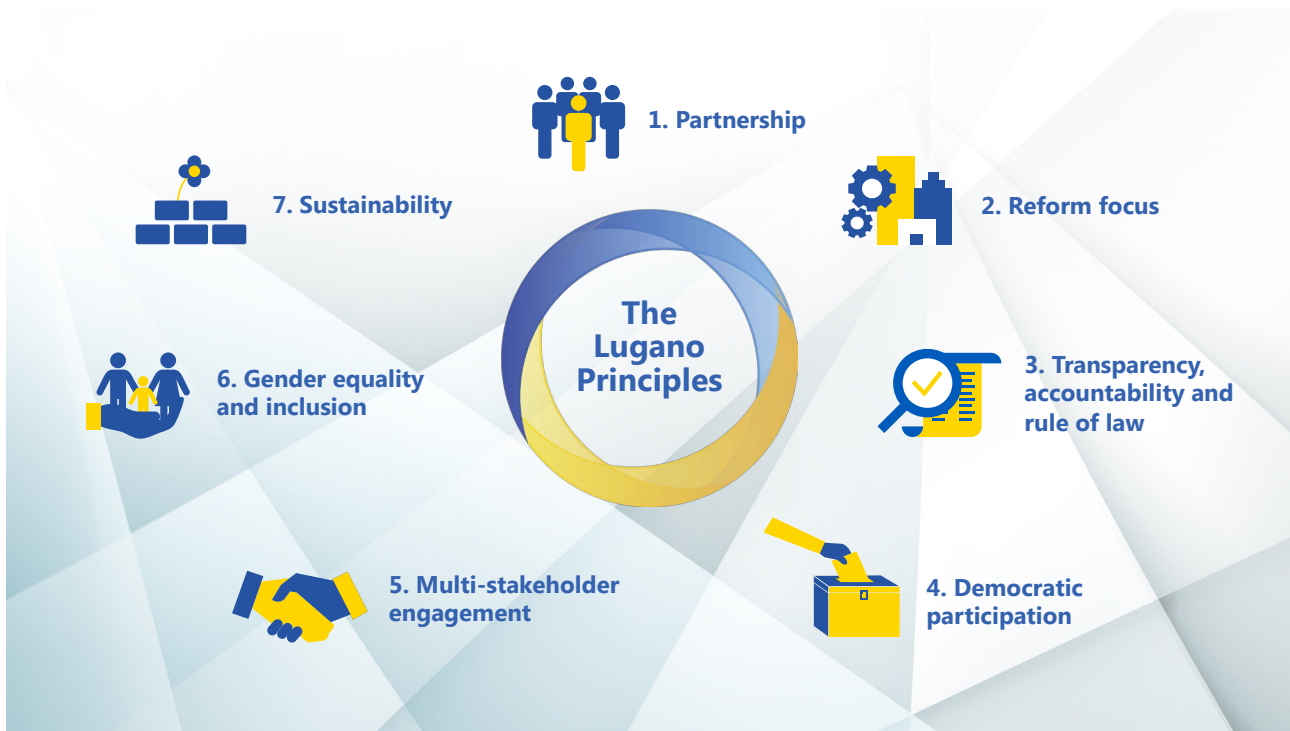 The
Lugano
Principles
1. Partnership
2. Reform focus
3. Transparency,
accountability and
rule of law
4. Democratic
participation
5. Multi-stakeholder
engagement
6. Gender equality
and inclusion
7. Sustainability